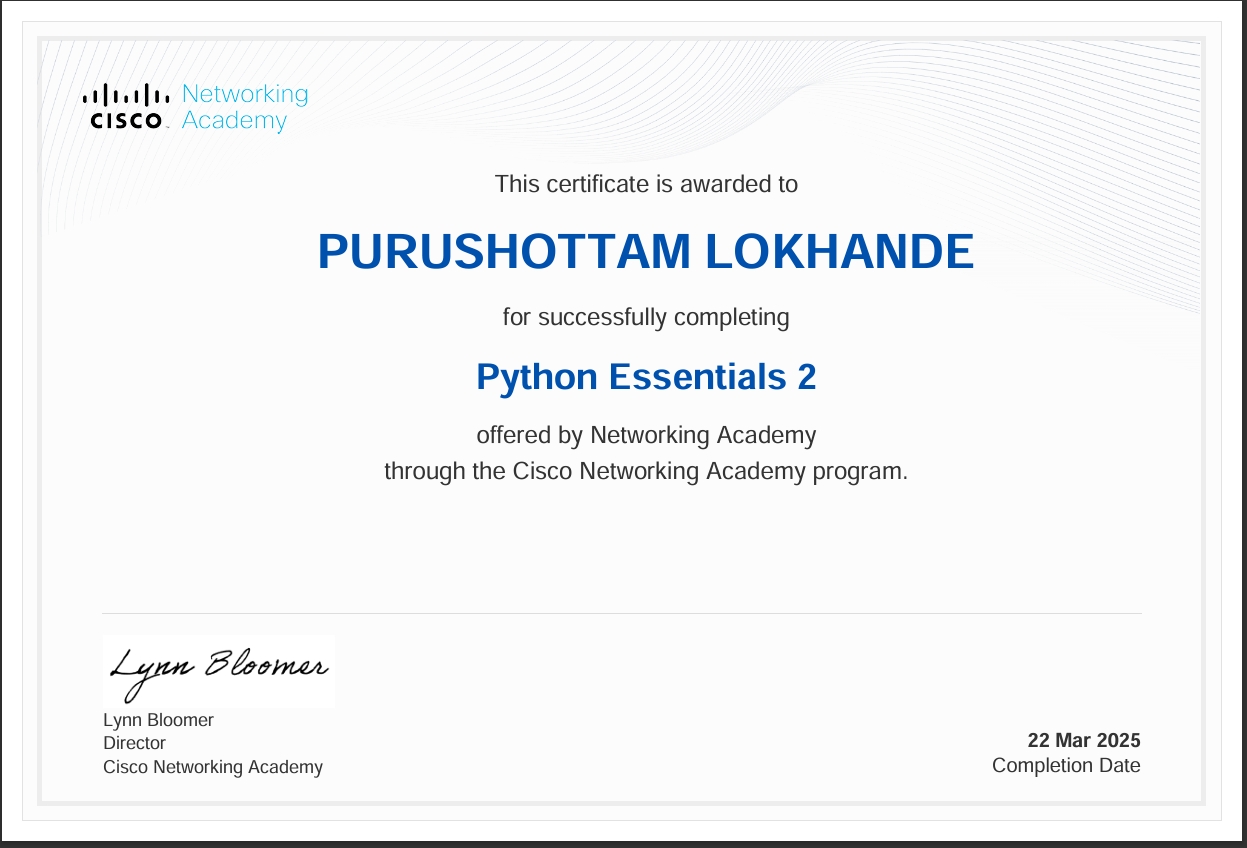 CISCO Networking
Academy
This certificate is awarded to
PURUSHOTTAM LOKHANDE
for successfully completing
Python Essentials 2
offered by Networking Academy
through the Cisco Networking Academy program.
Lynn Bloomer
Lynn Bloomer
Director
Cisco Networking Academy
22 Mar 2025
Completion Date